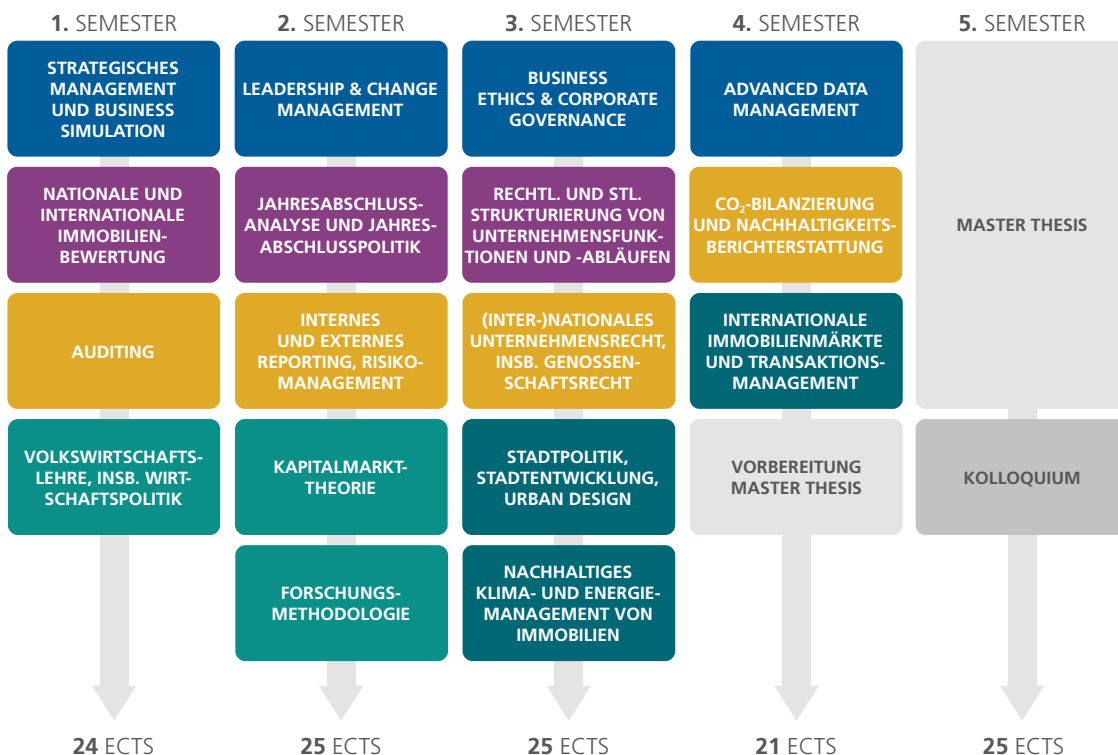 1. SEMESTER
STRATEGISCHES
MANAGEMENT
UND BUSINESS
SIMULATION
NATIONALE UND
INTERNATIONALE
IMMOBILIEN-
BEWERTUNG
AUDITING
VOLKSWIRTSCHAFTS-
LEHRE, INSB. WIRT-
SCHAFTSPOLITIK
24 ECTS
2. SEMESTER
LEADERSHIP & CHANGE
MANAGEMENT
JAHRESABSCHLUSS-
ANALYSE UND JAHRES-
ABSCHLUSSPOLITIK
INTERNES
UND EXTERNES
REPORTING, RISIKO-
MANAGEMENT
KAPITALMARKT-
THEORIE
FORSCHUNGS-
METHODOLOGIE
25 ECTS
3. SEMESTER
BUSINESS
ETHICS & CORPORATE
GOVERNANCE
RECHTL. UND STL.
STRUKTURIERUNG VON
UNTERNEHMENSFUNK-
TIONEN UND -ABLÄUFEN
(INTER-)NATIONALES
UNTERNEHMENSRECHT,
INSB. GENOSSEN-
SCHAFTSRECHT
STADTPOLITIK,
STADTENTWICKLUNG,
URBAN DESIGN
NACHHALTIGES
KLIMA- UND ENERGIE-
MANAGEMENT VON
IMMOBILIEN
25 ECTS
4. SEMESTER
ADVANCED DATA
MANAGEMENT
CO₂-BILANZIERUNG
UND NACHHALTIGKEITS-
BERICHTERSTATTUNG
INTERNATIONALE
IMMOBILIENMÄRKTE
UND TRANSAKTIONS-
MANAGEMENT
VORBEREITUNG
MASTER THESIS
21 ECTS
5. SEMESTER
MASTER THESIS
KOLLOQUIUM
25 ECTS